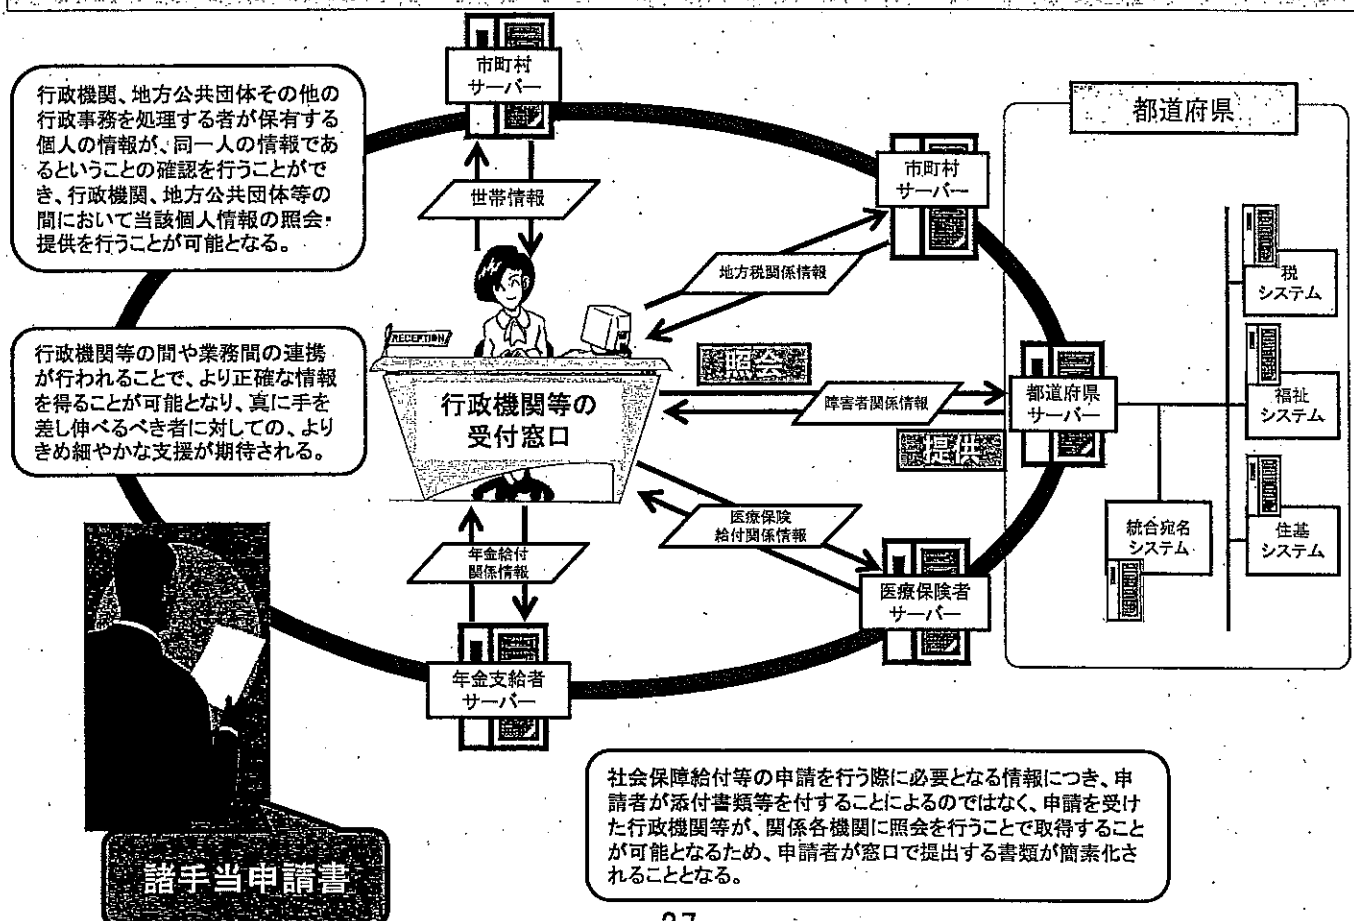 市町村
サーバー
行政機関、地方公共団体その他の
行政事務を処理する者が保有する
個人の情報が、同一人の情報であ
るということの確認を行うことがで
き、行政機関、地方公共団体等の
間において当該個人情報の照会・
提供を行うことが可能となる。
世帯情報
市町村
サーバー
都道府県
地方税関係情報
税
システム
行政機関等の間や業務間の連携
が行われることで、より正確な情報
を得ることが可能となり、真に手を
差し伸べるべき者に対しての、より
きめ細やかな支援が期待される。
RECEPTION
行政機関等の
受付窓口
照会
障害者関係情報
提供
都道府県
サーバー
福祉
システム
医療保険
給付関係情報
統合宛名
システム
住基
システム
年金給付
関係情報
医療保険者
サーバー
年金支給者
サーバー
諸手当申請書
社会保障給付等の申請を行う際に必要となる情報につき、申
請者が添付書類等を付することによるのではなく、申請を受け
た行政機関等が、関係各機関に照会を行うことで取得すること
が可能となるため、申請者が窓口で提出する書類が簡素化さ
れることとなる。